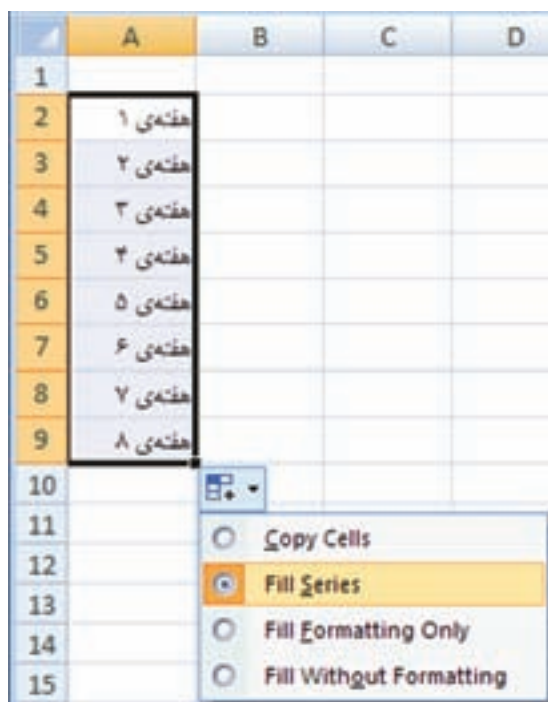 A B C D
1
2 هفته‌ی ۱
3 هفته‌ی ۲
4 هفته‌ی ۳
5 هفته‌ی ۴
6 هفته‌ی ۵
7 هفته‌ی ۶
8 هفته‌ی ۷
9 هفته‌ی ۸
10
11
12
13
14
15
Copy Cells
Fill Series
Fill Formatting Only
Fill Without Formatting